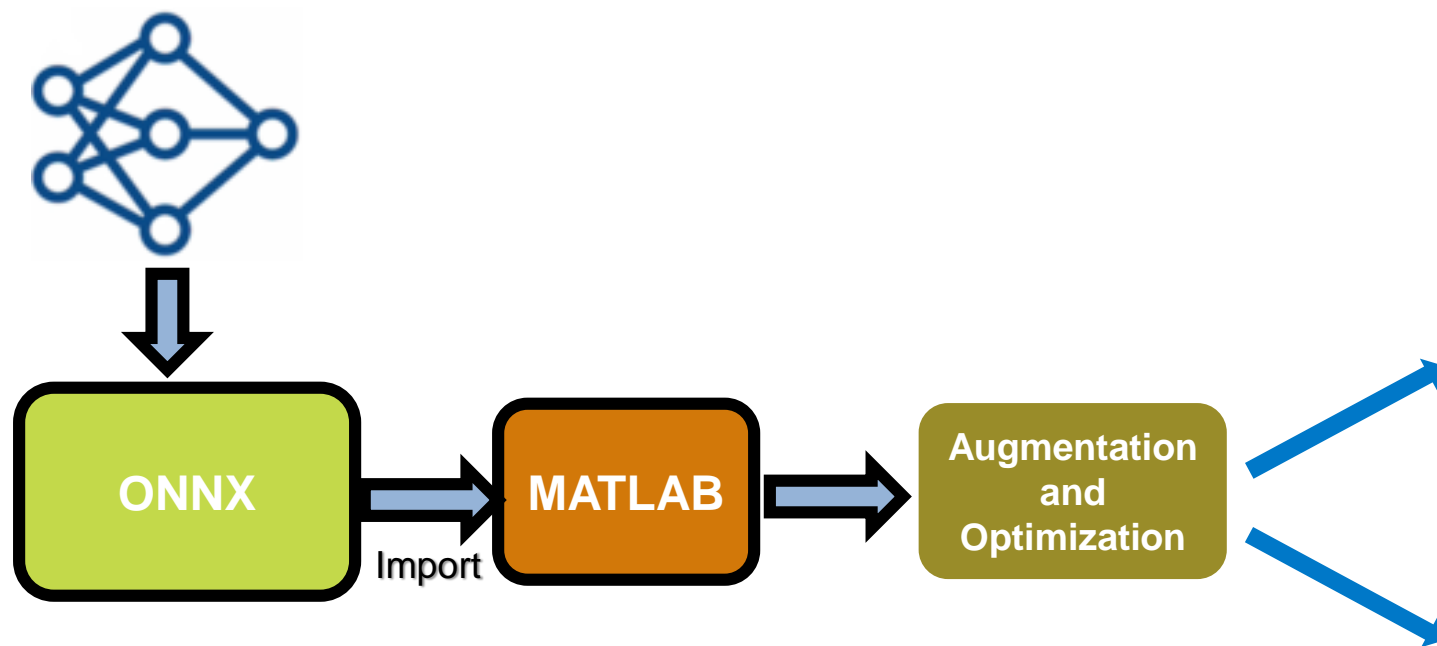 ONNX
Import
MATLAB
Augmentation
and
Optimization